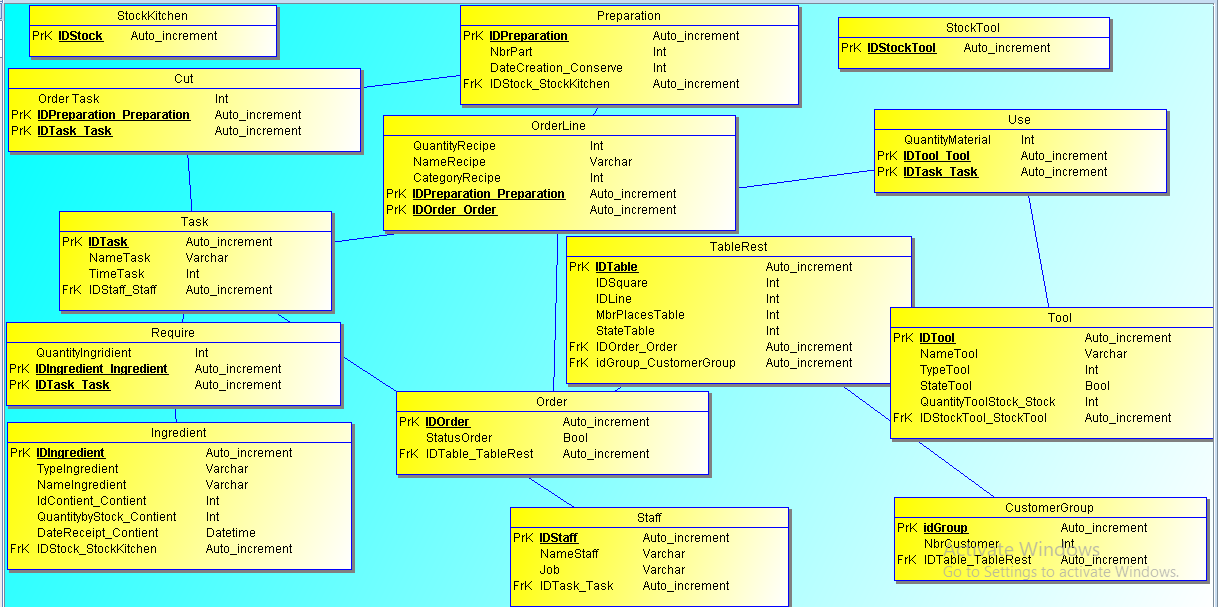 StockKitchen
PrK IDStock Auto_increment
Preparation
PrK IDPreparation Auto_increment
NbrPart Int
DateCreation_Conserve Int
FrK IDStock_StockKitchen Auto_increment
StockTool
PrK IDStockTool Auto_increment
Cut
Order Task Int
PrK IDPreparation_Preparation Auto_increment
PrK IDTask_Task Auto_increment
OrderLine
QuantityRecipe Int
NameRecipe Varchar
CategoryRecipe Int
PrK IDPreparation_Preparation Auto_increment
PrK IDOrder_Order Auto_increment
Use
QuantityMaterial Int
PrK IDTool_Tool Auto_increment
PrK IDTask_Task Auto_increment
Task
PrK IDTask Auto_increment
NameTask Varchar
TimeTask Int
FrK IDStaff_Staff Auto_increment
TableRest
PrK IDTable Auto_increment
IDSquare Int
IDLine Int
MbrPlacesTable Int
StateTable Int
FrK IDOrder_Order Auto_increment
FrK idGroup_CustomerGroup Auto_increment
Tool
PrK IDTool Auto_increment
NameTool Varchar
TypeTool Int
StateTool Bool
QuantityToolStock_Stock Int
FrK IDStockTool_StockTool Auto_increment
Require
QuantityIngridient Int
PrK IDIngredient_Ingredient Auto_increment
PrK IDTask_Task Auto_increment
Order
PrK IDOrder Auto_increment
StatusOrder Bool
FrK IDTable_TableRest Auto_increment
Ingredient
PrK IDIngredient Auto_increment
TypeIngredient Varchar
NameIngredient Varchar
IdContient_Contient Int
QuantitybyStock_Contient Int
DateReceipt_Contient Datetime
FrK IDStock_StockKitchen Auto_increment
Staff
PrK IDStaff Auto_increment
NameStaff Varchar
Job Varchar
FrK IDTask_Task Auto_increment
CustomerGroup
PrK idGroup Auto_increment
NbrCustomer Int
FrK IDTable_TableRest Auto_increment
Activate Windows
Go to Settings to activate Windows.